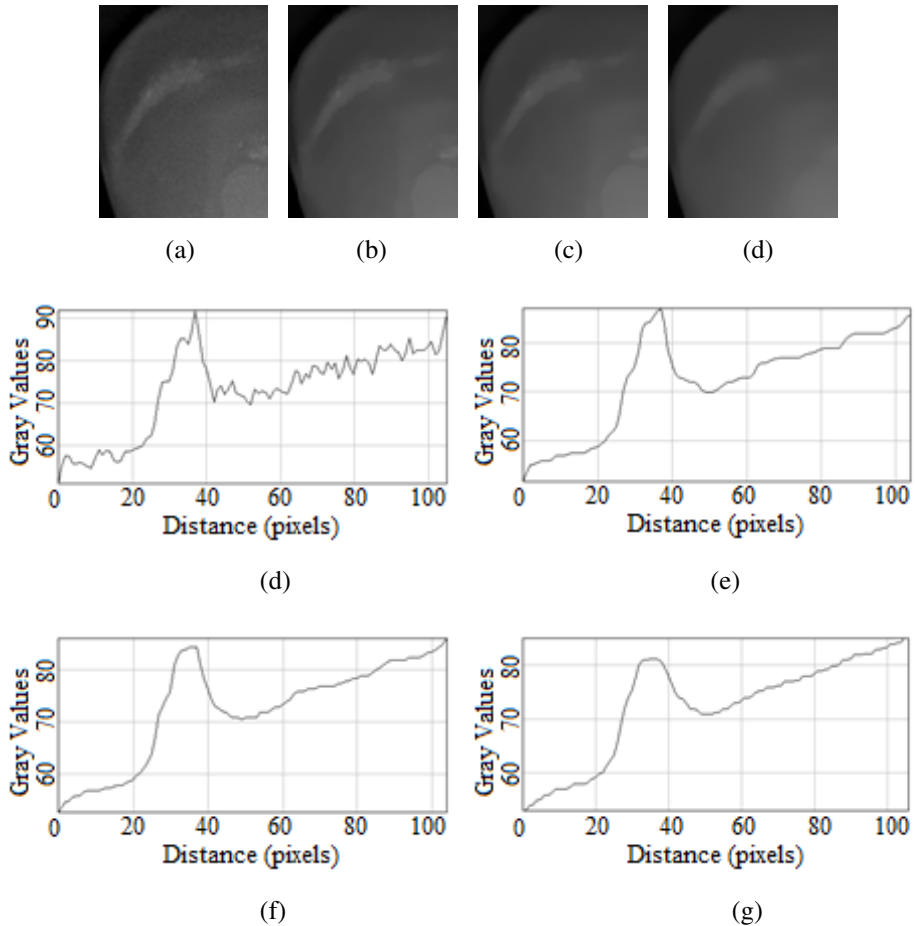 (a) (b) (c) (d)
Gray Values
90
80
70
60
0 20 40 60 80 100
Distance (pixels)
(d)
Gray Values
80
70
60
0 20 40 60 80 100
Distance (pixels)
(e)
Gray Values
80
70
60
0 20 40 60 80 100
Distance (pixels)
(f)
Gray Values
80
70
60
0 20 40 60 80 100
Distance (pixels)
(g)